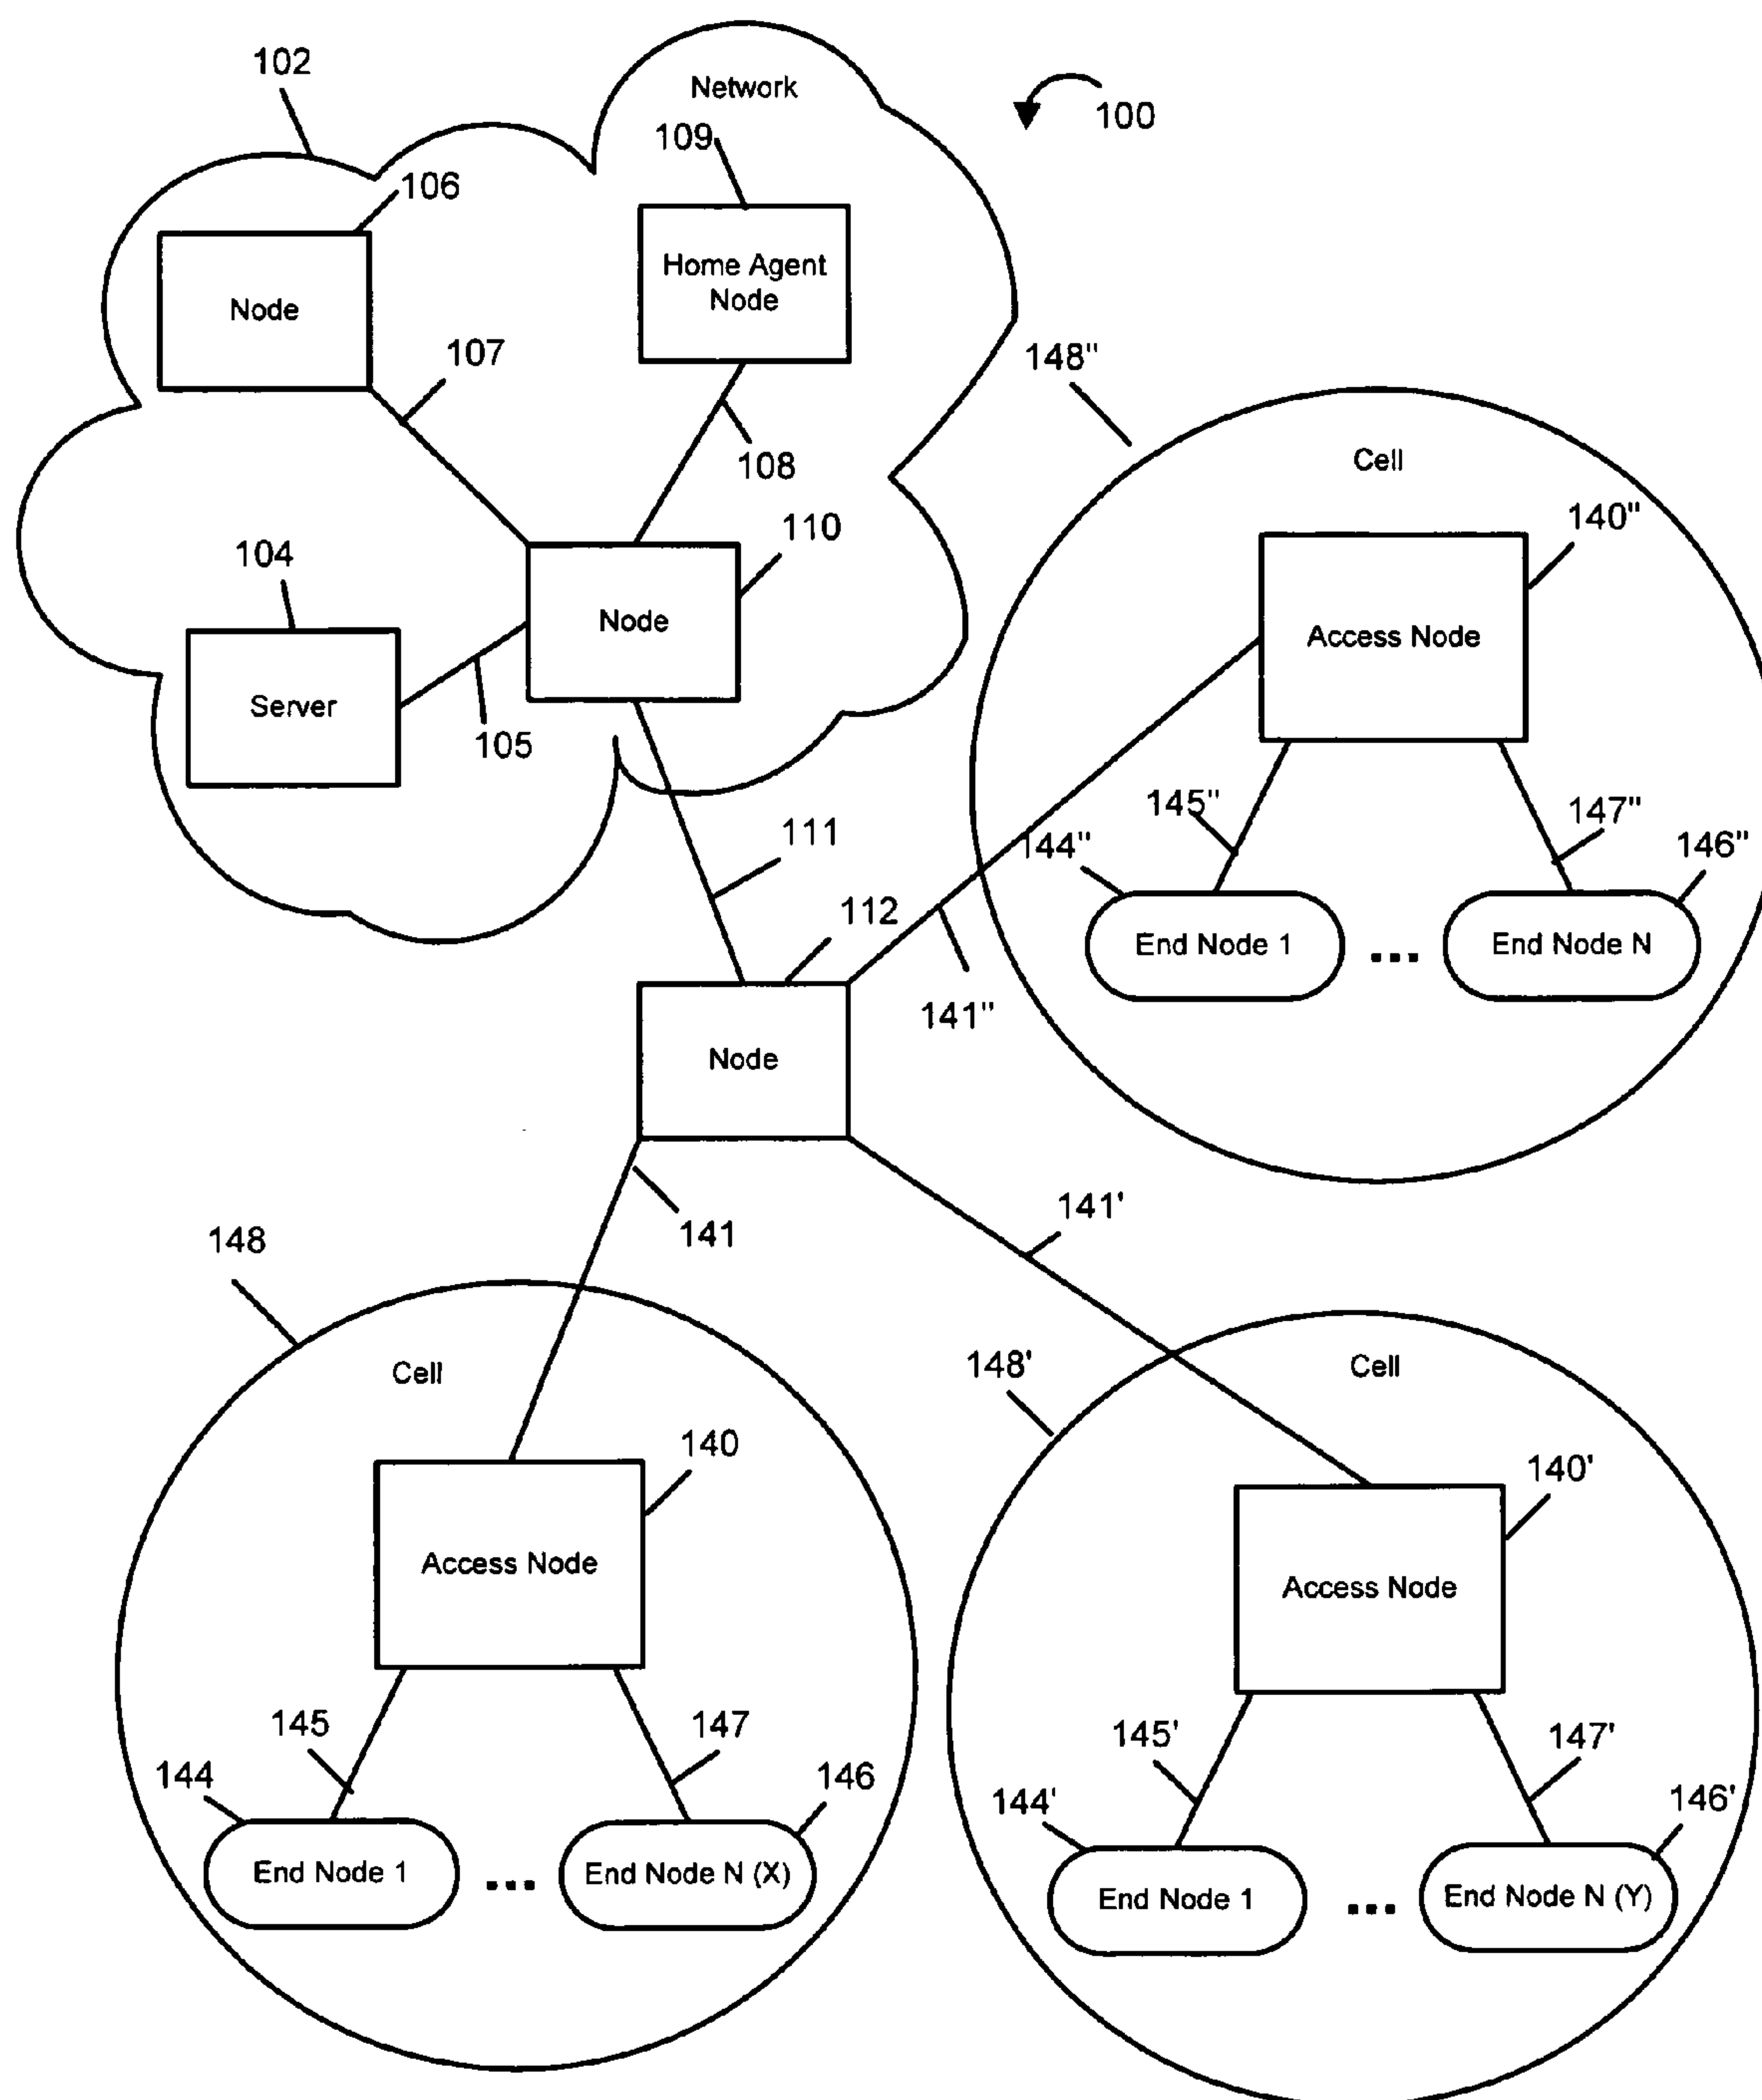 102
Network
100
109
106
Home Agent
Node
Node
107
148"
108
Cell
110
140"
104
Node
Access Node
Server
105
145"
147"
111
144"
146"
112
End Node 1
...
End Node N
141"
Node
141'
141
148
148'
Cell
Cell
140
140'
Access Node
Access Node
145
147
145'
147'
144
146
144'
146'
End Node 1
...
End Node N (X)
End Node 1
...
End Node N (Y)